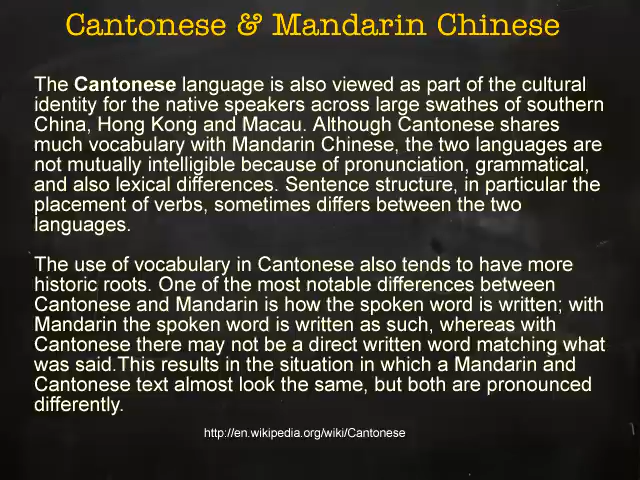 Cantonese & Mandarin Chinese
The Cantonese language is also viewed as part of the cultural
identity for the native speakers across large swathes of southern
China, Hong Kong and Macau. Although Cantonese shares
much vocabulary with Mandarin Chinese, the two languages are
not mutually intelligible because of pronunciation, grammatical,
and also lexical differences. Sentence structure, in particular the
placement of verbs, sometimes differs between the two
languages.
The use of vocabulary in Cantonese also tends to have more
historic roots. One of the most notable differences between
Cantonese and Mandarin is how the spoken word is written; with
Mandarin the spoken word is written as such, whereas with
Cantonese there may not be a direct written word matching what
was said.This results in the situation in which a Mandarin and
Cantonese text almost look the same, but both are pronounced
differently.
http://en.wikipedia.org/wiki/Cantonese